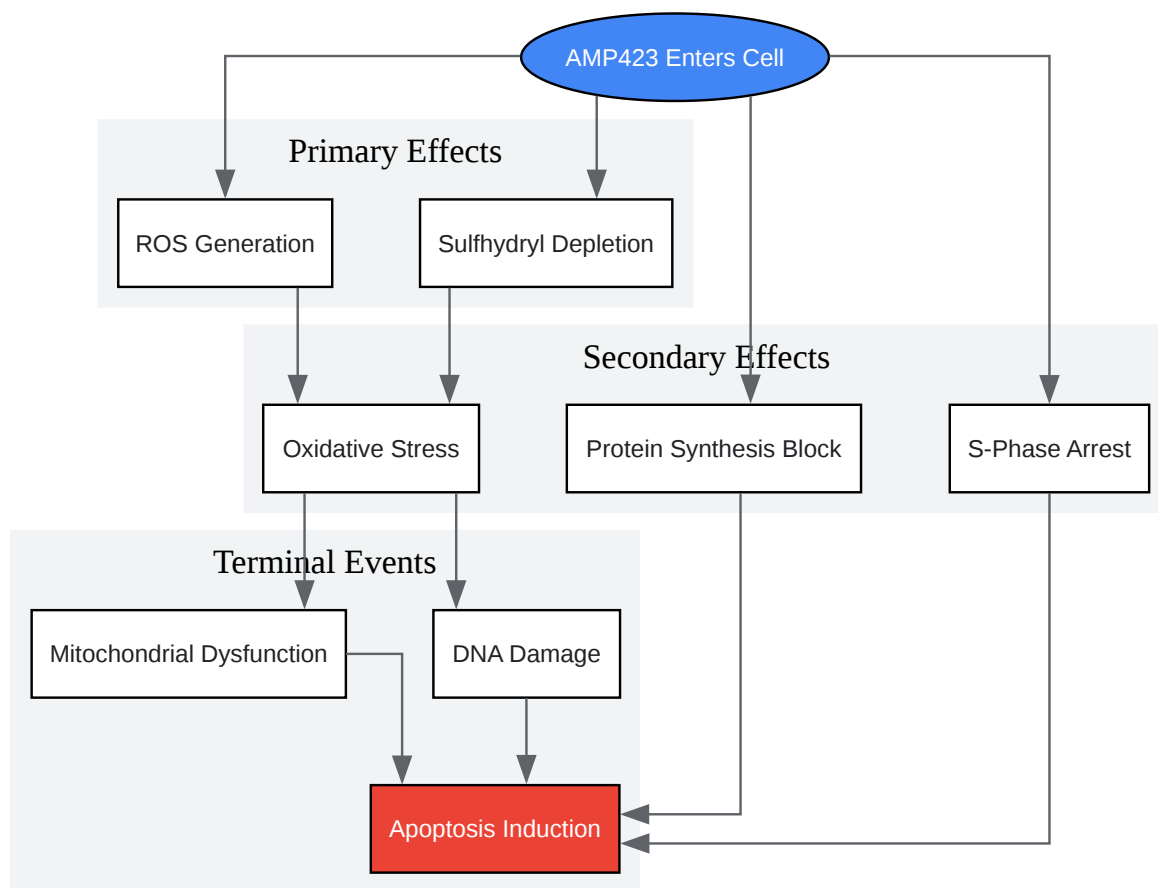 AMP423 Enters Cell
Primary Effects
ROS Generation
Sulfhydryl Depletion
Secondary Effects
Oxidative Stress
Protein Synthesis Block
S-Phase Arrest
Terminal Events
Mitochondrial Dysfunction
DNA Damage
Apoptosis Induction